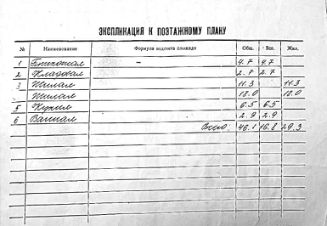 ЭКСПЛИКАЦИЯ К ПОЭТАЖНОМУ ПЛАНУ
№ Наименование Формула подсчета площади Общ. Всп. Жил.
1 – 4.7 4.7
2 Кладовая 2.7 2.7
3 Жилая 11.3 11.3
Жилая 18.0 18.0
5 Кухня 6.5 6.5
6 Ванная 2.9 2.9
Всего: 46.1 16.8 29.3